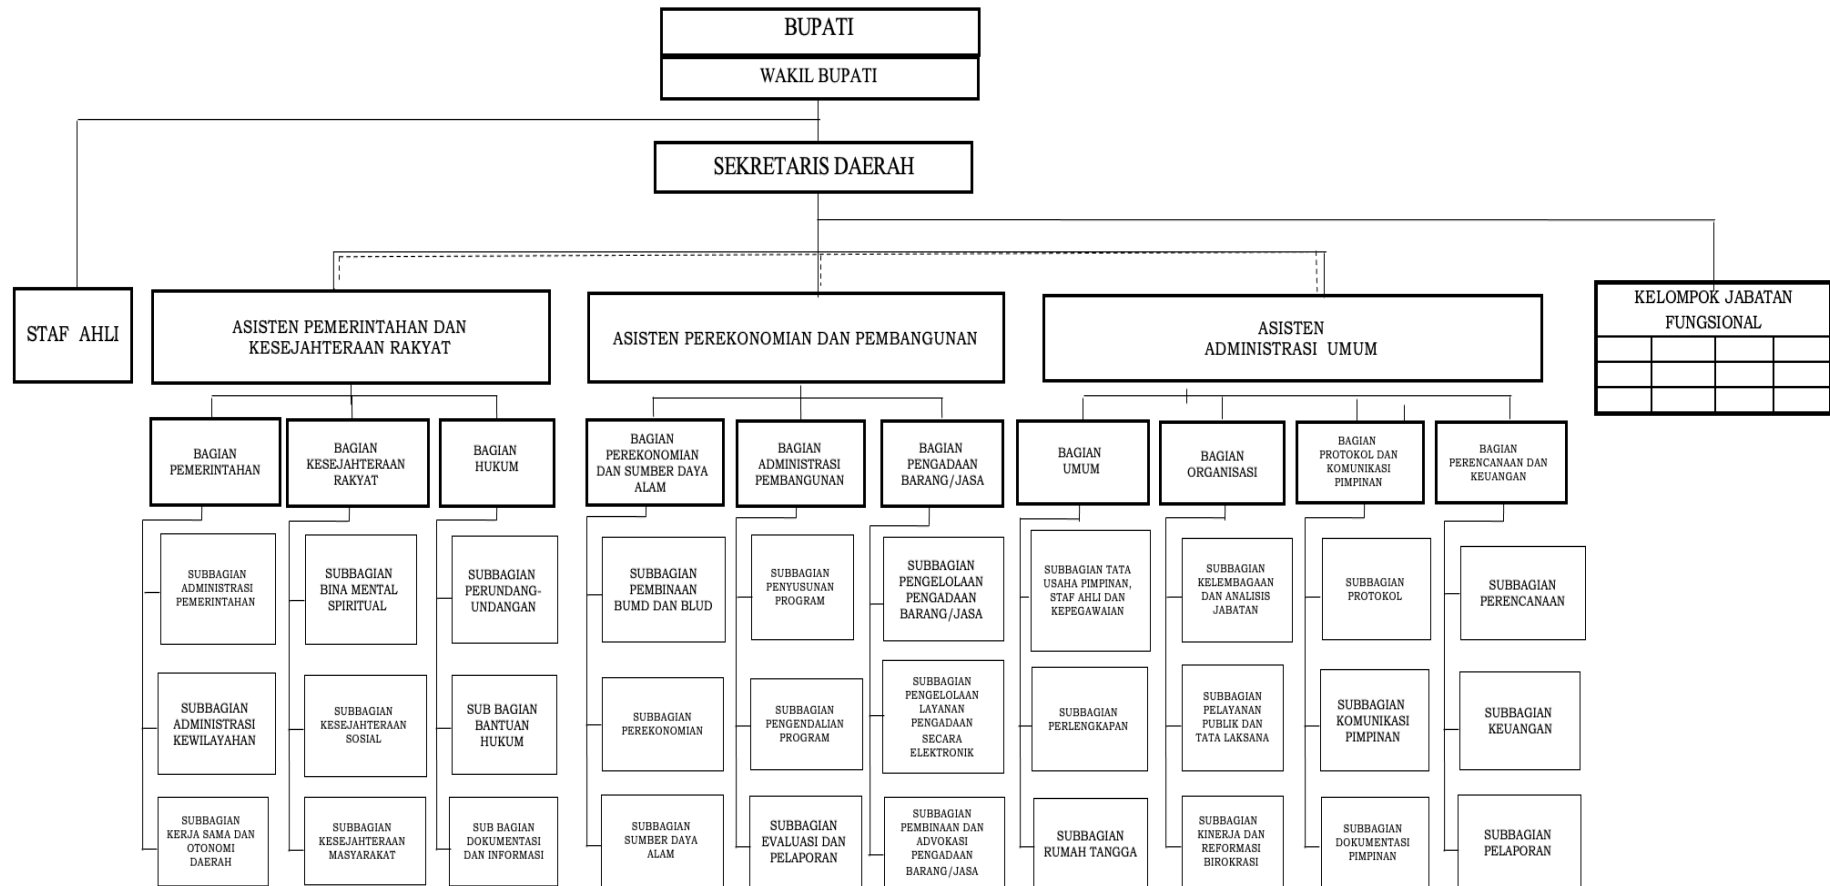 BUPATI
WAKIL BUPATI
SEKRETARIS DAERAH
STAF AHLI
ASISTEN PEMERINTAHAN DAN
KESEJAHTERAAN RAKYAT
ASISTEN PEREKONOMIAN DAN PEMBANGUNAN
ASISTEN
ADMINISTRASI UMUM
KELOMPOK JABATAN
FUNGSIONAL
BAGIAN
PEMERINTAHAN
BAGIAN
KESEJAHTERAAN
RAKYAT
BAGIAN
HUKUM
BAGIAN
PEREKONOMIAN
DAN SUMBER DAYA
ALAM
BAGIAN
ADMINISTRASI
PEMBANGUNAN
BAGIAN
PENGADAAN
BARANG/JASA
BAGIAN
UMUM
BAGIAN
ORGANISASI
BAGIAN
PROTOKOL DAN
KOMUNIKASI
PIMPINAN
BAGIAN
PERENCANAAN DAN
KEUANGAN
SUBBAGIAN
ADMINISTRASI
PEMERINTAHAN
SUBBAGIAN
BINA MENTAL
SPIRITUAL
SUBBAGIAN
PERUNDANG-
UNDANGAN
SUBBAGIAN
PEMBINAAN
BUMD DAN BLUD
SUBBAGIAN
PENYUSUNAN
PROGRAM
SUBBAGIAN
PENGELOLAAN
PENGADAAN
BARANG/JASA
SUBBAGIAN TATA
USAHA PIMPINAN,
STAF AHLI DAN
KEPEGAWAIAN
SUBBAGIAN
KELEMBAGAAN
DAN ANALISIS
JABATAN
SUBBAGIAN
PROTOKOL
SUBBAGIAN
PERENCANAAN
SUBBAGIAN
ADMINISTRASI
KEWILAYAHAN
SUBBAGIAN
KESEJAHTERAAN
SOSIAL
SUB BAGIAN
BANTUAN
HUKUM
SUBBAGIAN
PEREKONOMIAN
SUBBAGIAN
PENGENDALIAN
PROGRAM
SUBBAGIAN
PENGELOLAAN
LAYANAN
PENGADAAN
SECARA
ELEKTRONIK
SUBBAGIAN
PERLENGKAPAN
SUBBAGIAN
PELAYANAN
PUBLIK DAN
TATA LAKSANA
SUBBAGIAN
KOMUNIKASI
PIMPINAN
SUBBAGIAN
KEUANGAN
SUBBAGIAN
KERJA SAMA DAN
OTONOMI
DAERAH
SUBBAGIAN
KESEJAHTERAAN
MASYARAKAT
SUB BAGIAN
DOKUMENTASI
DAN INFORMASI
SUBBAGIAN
SUMBER DAYA
ALAM
SUBBAGIAN
EVALUASI DAN
PELAPORAN
SUBBAGIAN
PEMBINAAN DAN
ADVOKASI
PENGADAAN
BARANG/JASA
SUBBAGIAN
RUMAH TANGGA
SUBBAGIAN
KINERJA DAN
REFORMASI
BIROKRASI
SUBBAGIAN
DOKUMENTASI
PIMPINAN
SUBBAGIAN
PELAPORAN